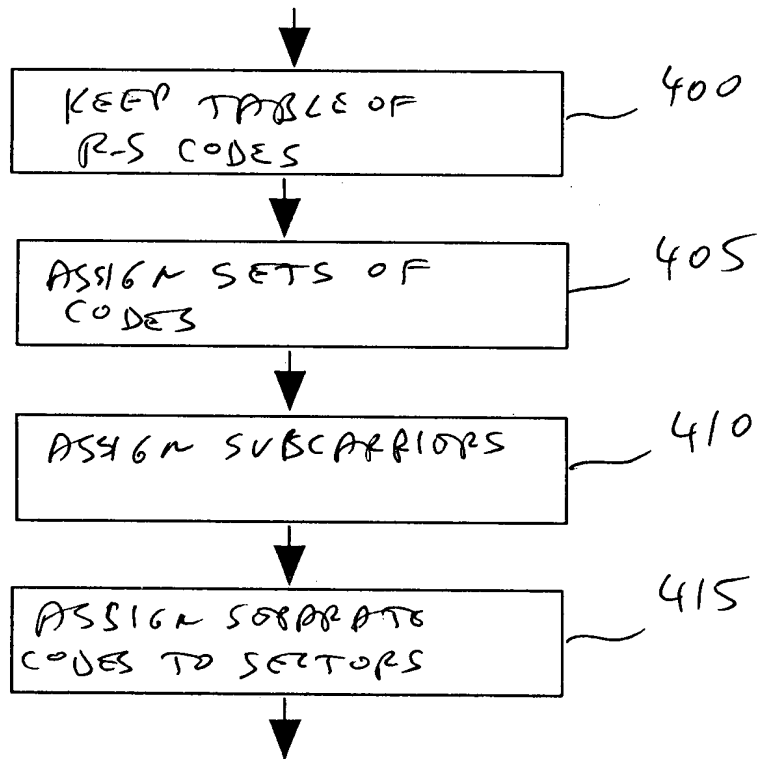 KEEP TABLE OF
R-S CODES
400
ASSIGN SETS OF
CODES
405
ASSIGN SUBCARRIERS
410
ASSIGN SEPARATE
CODES TO SECTORS
415